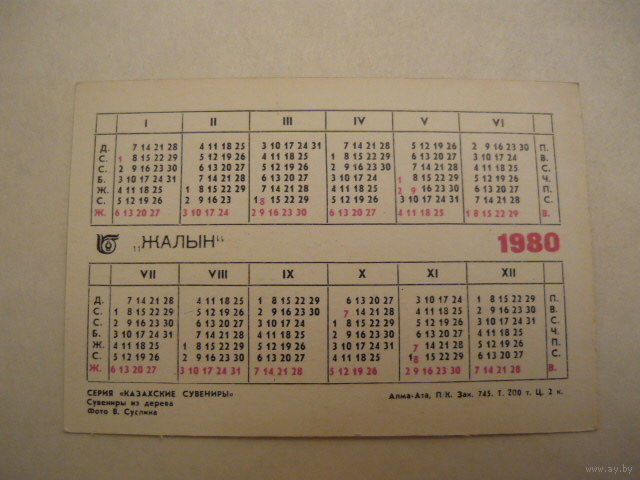 I II III IV V VI
Д. 7 14 21 28 4 11 18 25 3 10 17 24 31 7 14 21 28 5 12 19 26 2 9 16 23 30 П.
С. 1 8 15 22 29 5 12 19 26 4 11 18 25 1 8 15 22 29 6 13 20 27 3 10 17 24 В.
С. 2 9 16 23 30 6 13 20 27 5 12 19 26 2 9 16 23 30 7 14 21 28 4 11 18 25 С.
Б. 3 10 17 24 31 7 14 21 28 6 13 20 27 3 10 17 24 1 8 15 22 29 5 12 19 26 Ч.
Ж. 4 11 18 25 1 8 15 22 29 7 14 21 28 4 11 18 25 2 9 16 23 30 6 13 20 27 П.
С. 5 12 19 26 2 9 16 23 1 8 15 22 29 5 12 19 26 3 10 17 24 31 7 14 21 28 С.
Ж. 6 13 20 27 3 10 17 24 2 9 16 23 30 6 13 20 27 4 11 18 25 1 8 15 22 29 В.
„ЖАЛЫН“ 1980
VII VIII IX X XI XII
Д. 7 14 21 28 4 11 18 25 1 8 15 22 29 6 13 20 27 3 10 17 24 1 8 15 22 29 П.
С. 1 8 15 22 29 5 12 19 26 2 9 16 23 30 7 14 21 28 4 11 18 25 2 9 16 23 30 В.
С. 2 9 16 23 30 6 13 20 27 3 10 17 24 1 8 15 22 29 5 12 19 26 3 10 17 24 31 С.
Б. 3 10 17 24 31 7 14 21 28 4 11 18 25 2 9 16 23 30 6 13 20 27 4 11 18 25 Ч.
Ж. 4 11 18 25 1 8 15 22 29 5 12 19 26 3 10 17 24 31 7 14 21 28 5 12 19 26 П.
С. 5 12 19 26 2 9 16 23 30 6 13 20 27 4 11 18 25 1 8 15 22 29 6 13 20 27 С.
Ж. 6 13 20 27 3 10 17 24 31 7 14 21 28 5 12 19 26 2 9 16 23 30 7 14 21 28 В.
СЕРИЯ «КАЗАХСКИЕ СУВЕНИРЫ»
Сувениры из дерева
Фото В. Суслина
Алма-Ата, П.К. Зак. 745. Т. 200 т. Ц. 2 к.
www.ay.by